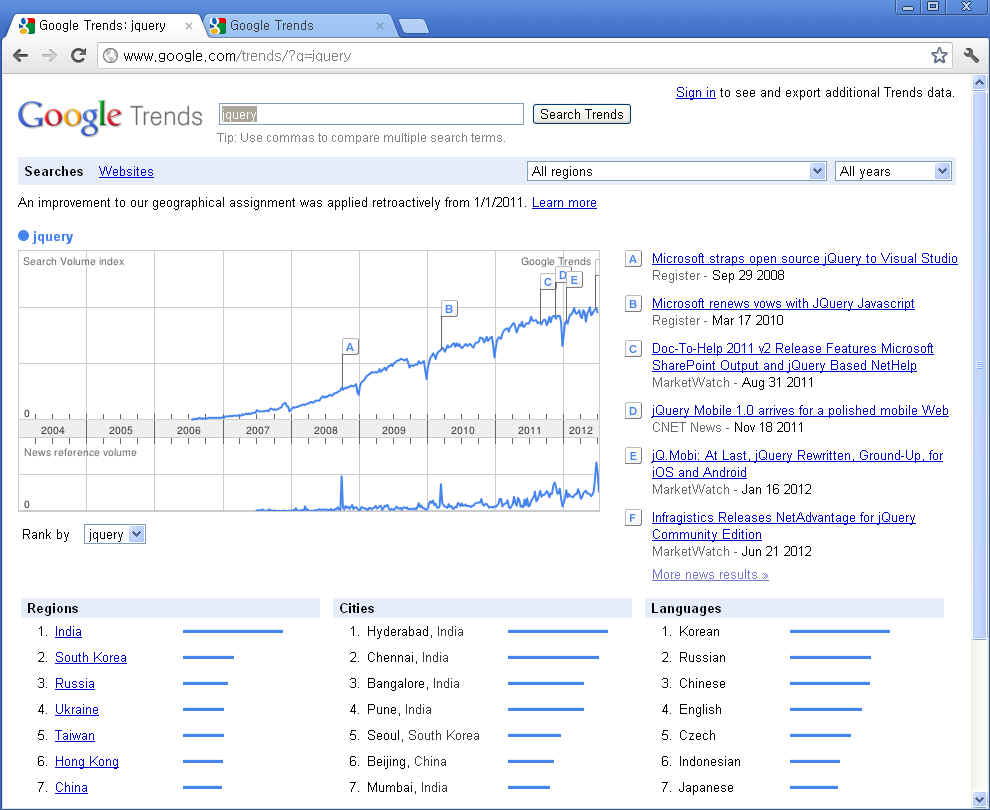 Google Trends: jquery
Google Trends
www.google.com/trends/?q=jquery
Sign in to see and export additional Trends data.
Google Trends
jquery
Search Trends
Tip: Use commas to compare multiple search terms.
Searches Websites
All regions
All years
An improvement to our geographical assignment was applied retroactively from 1/1/2011. Learn more
jquery
Search Volume index
Google Trends
A
B
C
D
E
0
2004 2005 2006 2007 2008 2009 2010 2011 2012
News reference volume
0
Rank by jquery
A Microsoft straps open source jQuery to Visual Studio
Register - Sep 29 2008
B Microsoft renews vows with JQuery Javascript
Register - Mar 17 2010
C Doc-To-Help 2011 v2 Release Features Microsoft
SharePoint Output and jQuery Based NetHelp
MarketWatch - Aug 31 2011
D jQuery Mobile 1.0 arrives for a polished mobile Web
CNET News - Nov 18 2011
E jQ.Mobi: At Last, jQuery Rewritten, Ground-Up, for
iOS and Android
MarketWatch - Jan 16 2012
F Infragistics Releases NetAdvantage for jQuery
Community Edition
MarketWatch - Jun 21 2012
More news results »
Regions
1. India
2. South Korea
3. Russia
4. Ukraine
5. Taiwan
6. Hong Kong
7. China
Cities
1. Hyderabad, India
2. Chennai, India
3. Bangalore, India
4. Pune, India
5. Seoul, South Korea
6. Beijing, China
7. Mumbai, India
Languages
1. Korean
2. Russian
3. Chinese
4. English
5. Czech
6. Indonesian
7. Japanese